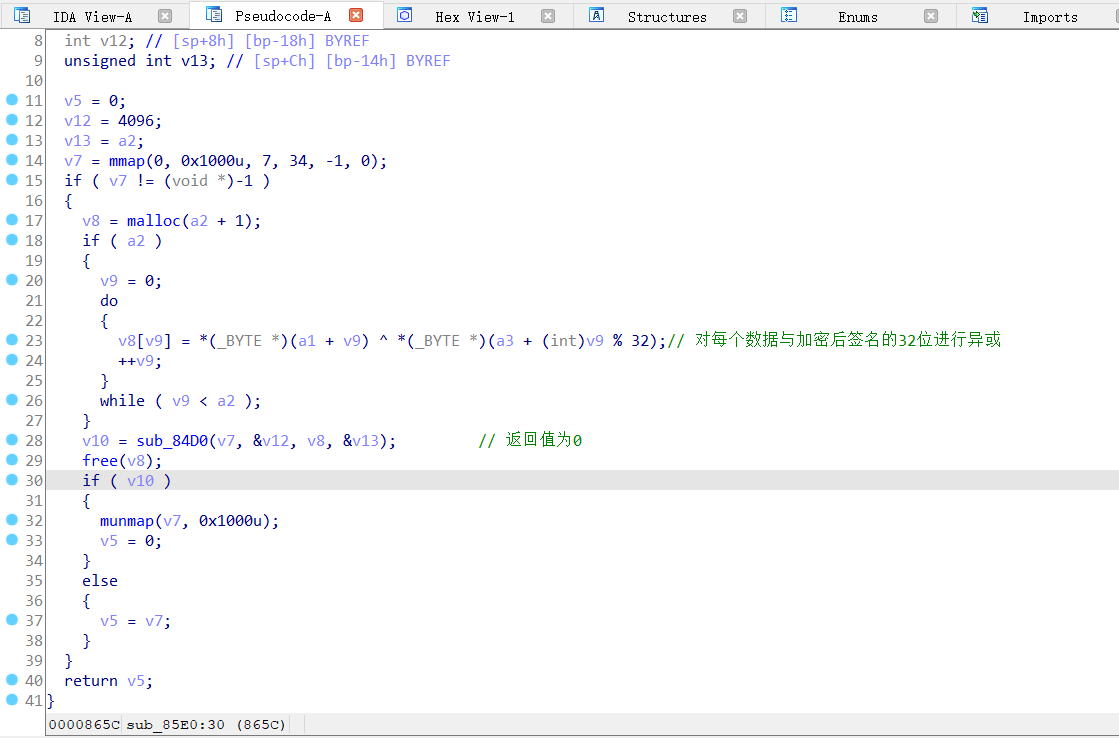 IDA View-A Pseudocode-A Hex View-1 Structures Enums Imports
8 int v12; // [sp+8h] [bp-18h] BYREF
9 unsigned int v13; // [sp+Ch] [bp-14h] BYREF
10
11 v5 = 0;
12 v12 = 4096;
13 v13 = a2;
14 v7 = mmap(0, 0x1000u, 7, 34, -1, 0);
15 if ( v7 != (void *)-1 )
16 {
17 v8 = malloc(a2 + 1);
18 if ( a2 )
19 {
20 v9 = 0;
21 do
22 {
23 v8[v9] = *(_BYTE *)(a1 + v9) ^ *(_BYTE *)(a3 + (int)v9 % 32);// 对每个数据与加密后签名的32位进行异或
24 ++v9;
25 }
26 while ( v9 < a2 );
27 }
28 v10 = sub_84D0(v7, &v12, v8, &v13); // 返回值为0
29 free(v8);
30 if ( v10 )
31 {
32 munmap(v7, 0x1000u);
33 v5 = 0;
34 }
35 else
36 {
37 v5 = v7;
38 }
39 }
40 return v5;
41 }
0000865C sub_85E0:30 (865C)